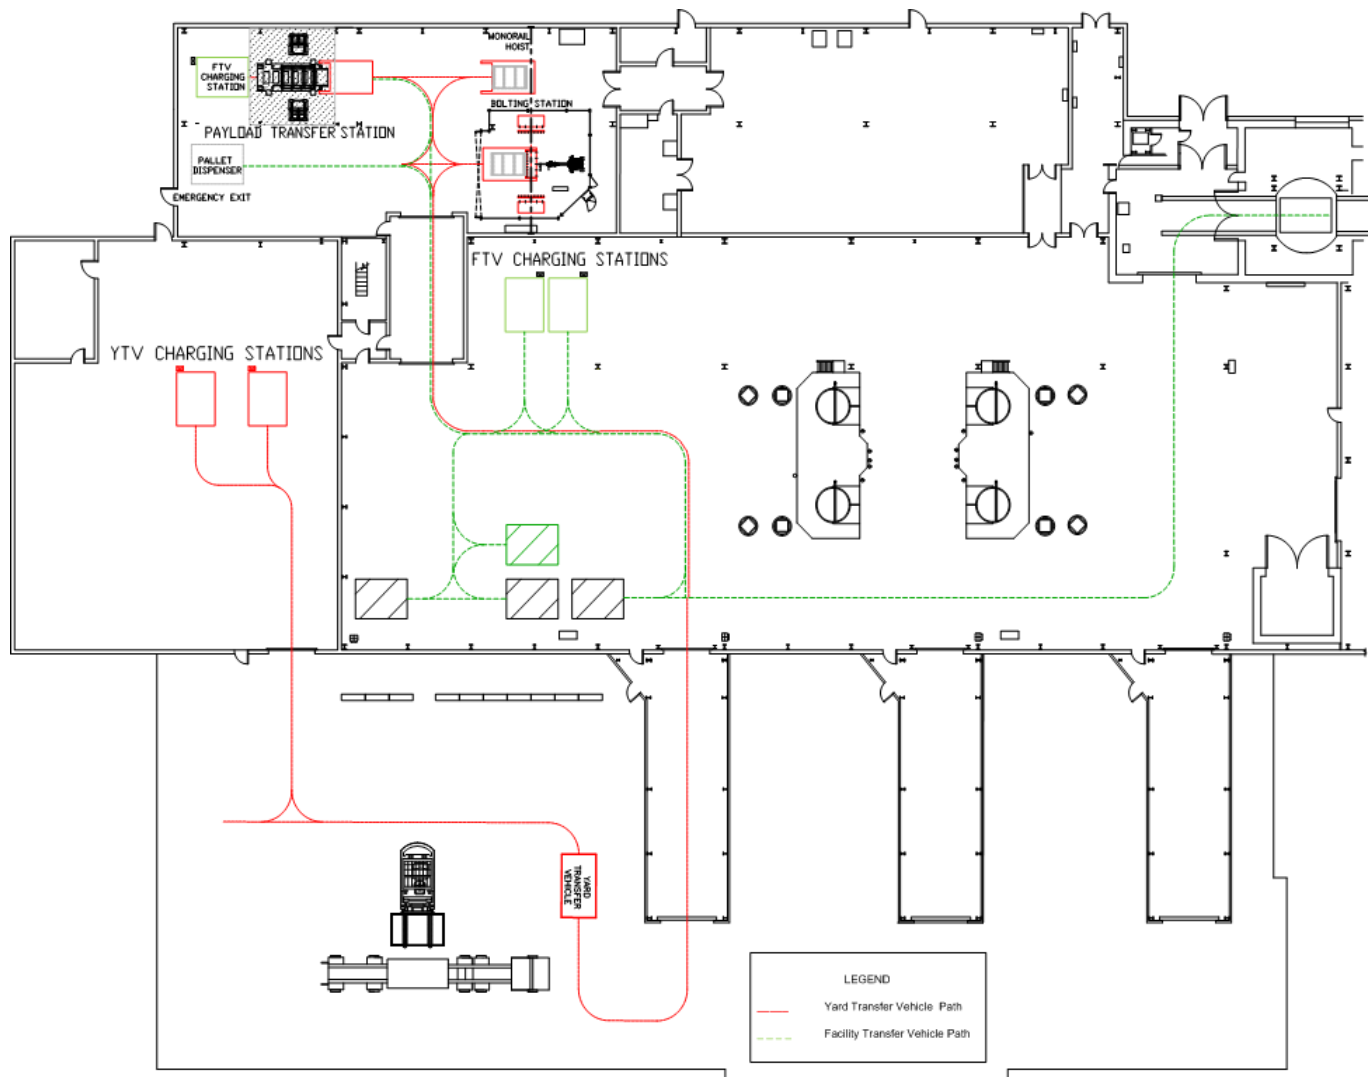 MONORAIL
HOIST
FTV
CHARGING
STATION
BOLTING STATION
PAYLOAD TRANSFER STATION
PALLET
DISPENSER
EMERGENCY EXIT
FTV CHARGING STATIONS
YTV CHARGING STATIONS
YARD
TRANSFER
VEHICLE
LEGEND
Yard Transfer Vehicle Path
Facility Transfer Vehicle Path